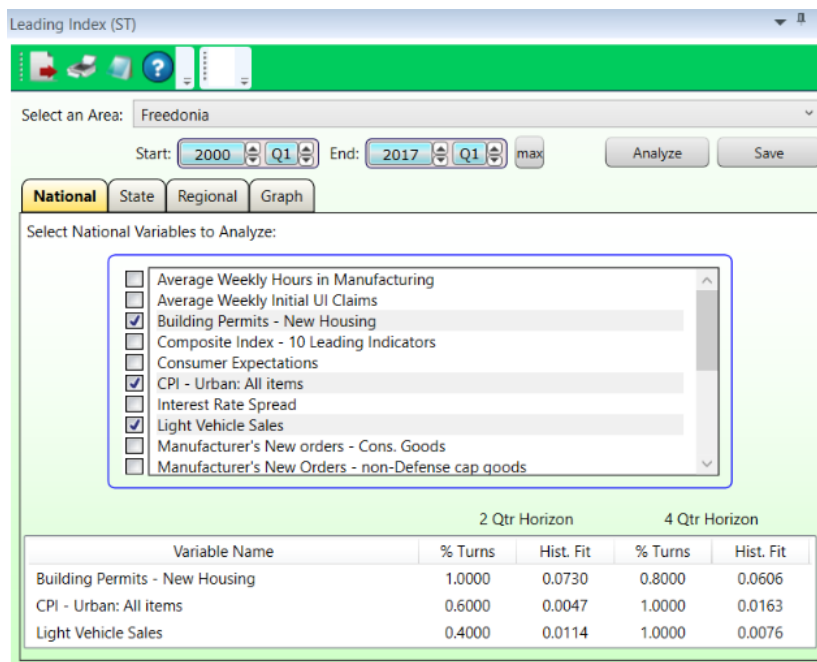 Leading Index (ST)
?
Select an Area: Freedonia
Start: 2000 Q1 End: 2017 Q1 max Analyze Save
National State Regional Graph
Select National Variables to Analyze:
Average Weekly Hours in Manufacturing
Average Weekly Initial UI Claims
Building Permits - New Housing
Composite Index - 10 Leading Indicators
Consumer Expectations
CPI - Urban: All items
Interest Rate Spread
Light Vehicle Sales
Manufacturer's New orders - Cons. Goods
Manufacturer's New Orders - non-Defense cap goods
2 Qtr Horizon 4 Qtr Horizon
Variable Name % Turns Hist. Fit % Turns Hist. Fit
Building Permits - New Housing 1.0000 0.0730 0.8000 0.0606
CPI - Urban: All items 0.6000 0.0047 1.0000 0.0163
Light Vehicle Sales 0.4000 0.0114 1.0000 0.0076